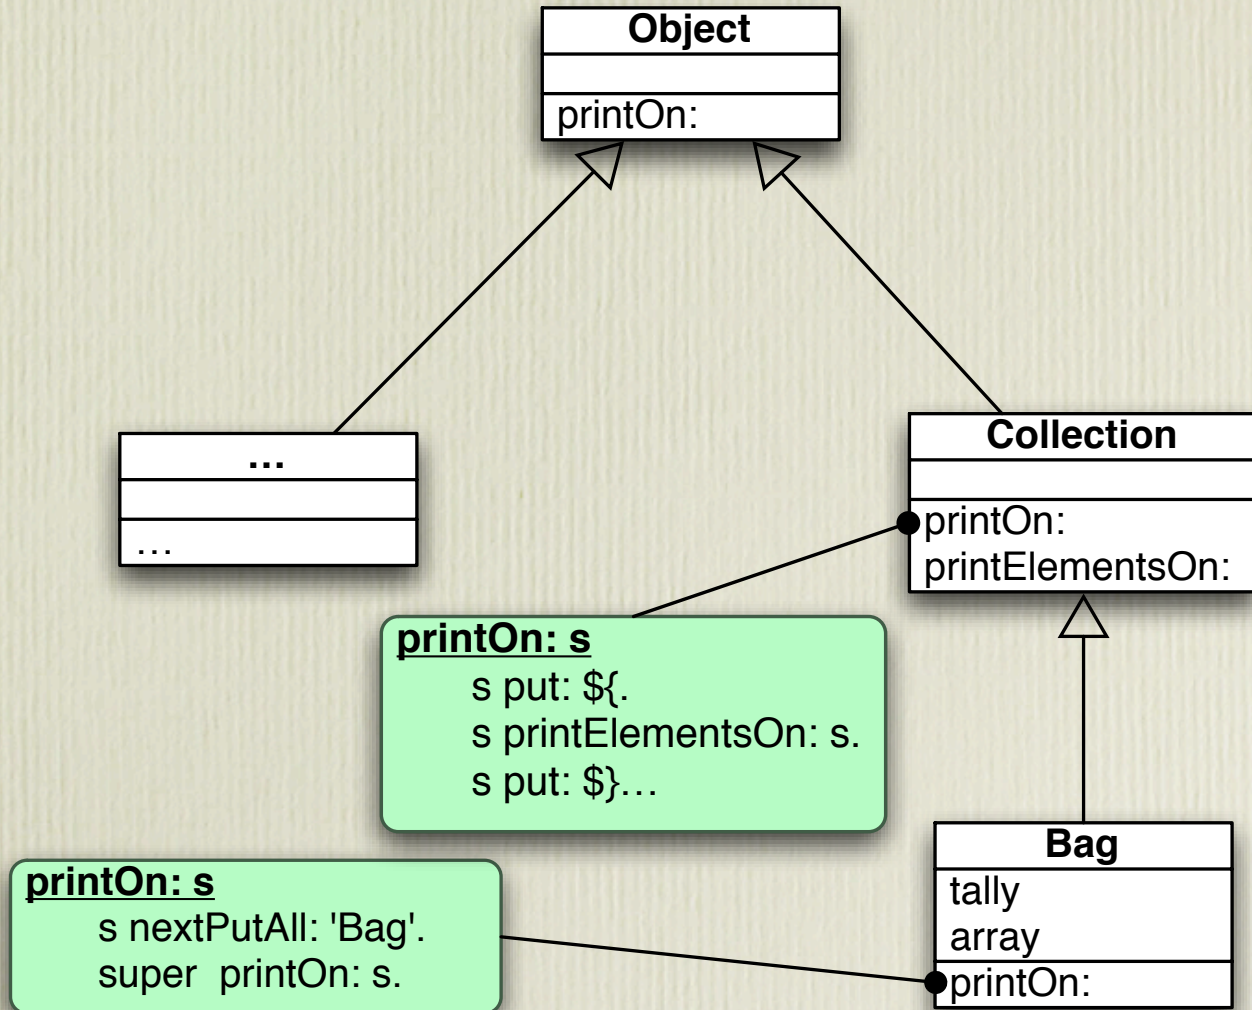 Object
printOn:
...
...
Collection
printOn:
printElementsOn:
printOn: s
s put: ${.
s printElementsOn: s.
s put: $}...
Bag
tally
array
printOn:
printOn: s
s nextPutAll: 'Bag'.
super printOn: s.